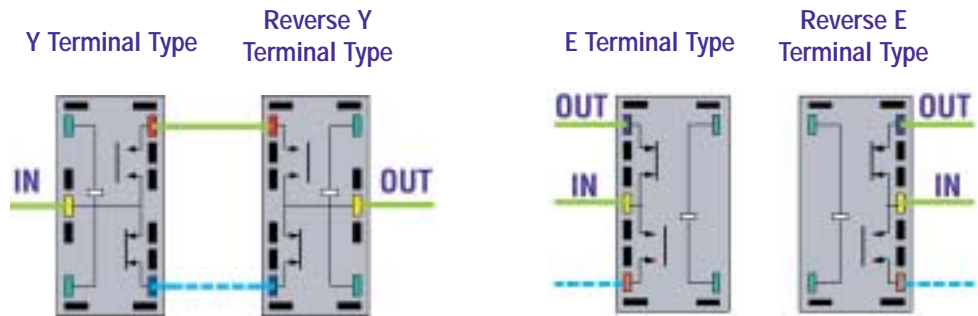 Y Terminal Type
Reverse Y
Terminal Type
E Terminal Type
Reverse E
Terminal Type
IN
OUT
OUT
IN
OUT
IN